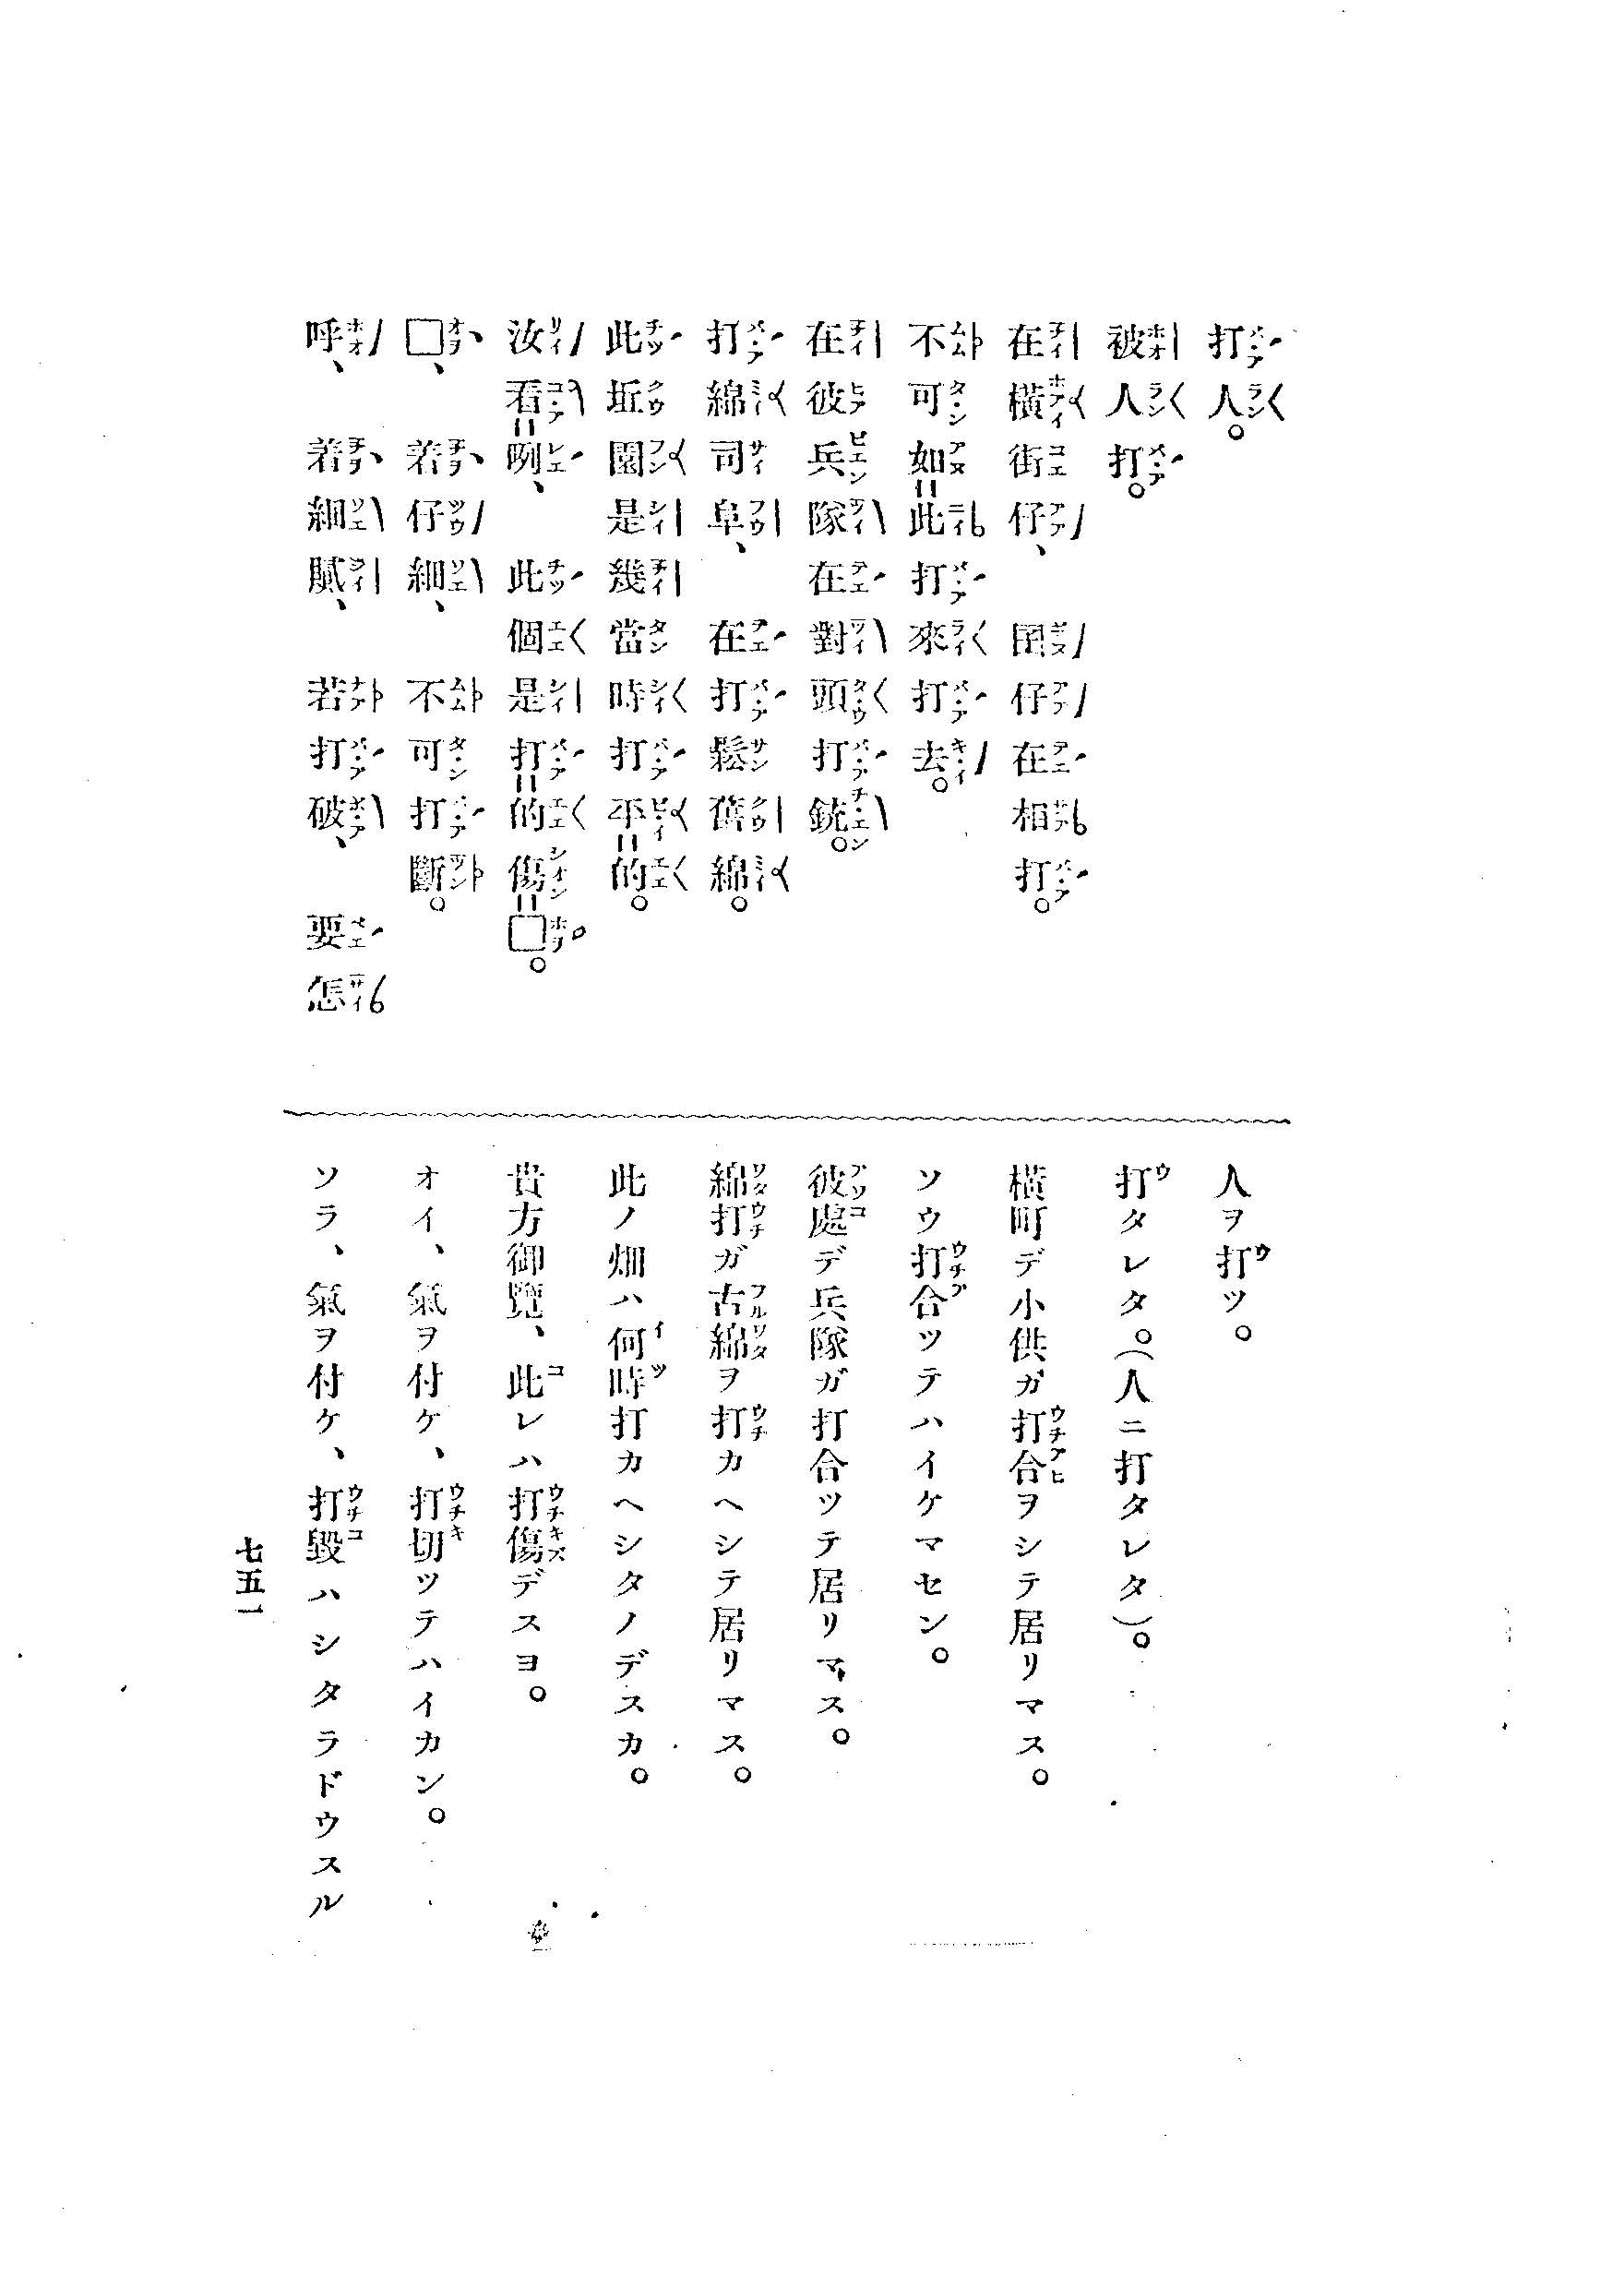 打人。
被人打。
在橫街仔、囝仔在相打。
不可如此打來打去。
在彼兵隊在對頭打銃。
打綿司阜、在打鬆舊綿。
此坵園是幾當時打平的。
汝看咧、此個是打的傷□。
□、若仔細、不可打斷。
呼、若細膩、若打破、要怎
人ヲ打ツ。
打タレタ。(人ニ打タレタ)。
橫町デ小供ガ打合ヲシテ居リマス。
ソウ打合ツテハイケマセン。
彼處デ兵隊ガ打合ツテ居リマス。
綿打ガ古綿ヲ打カヘシテ居リマス。
此ノ畑ハ何時打カヘシタノデスカ。
貴方御覽、此レハ打傷デスヨ。
オイ、氣ヲ付ケ、打切ツテハイカン。
ソラ、氣ヲ付ケ、打毀ハシタラドウスル
七五一